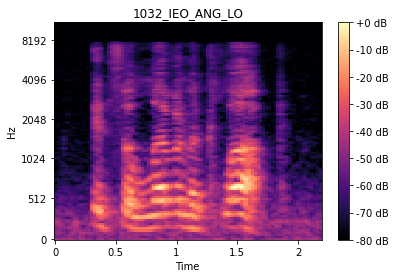 1032_IEO_ANG_LO
8192
4096
2048
1024
512
0
Hz
0
0.5
1
1.5
2
Time
+0 dB
-10 dB
-20 dB
-30 dB
-40 dB
-50 dB
-60 dB
-70 dB
-80 dB